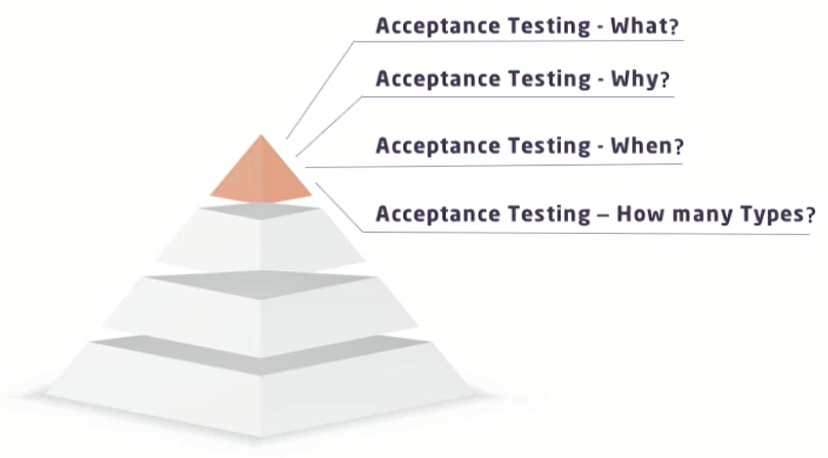 Acceptance Testing - What?
Acceptance Testing - Why?
Acceptance Testing - When?
Acceptance Testing – How many Types?